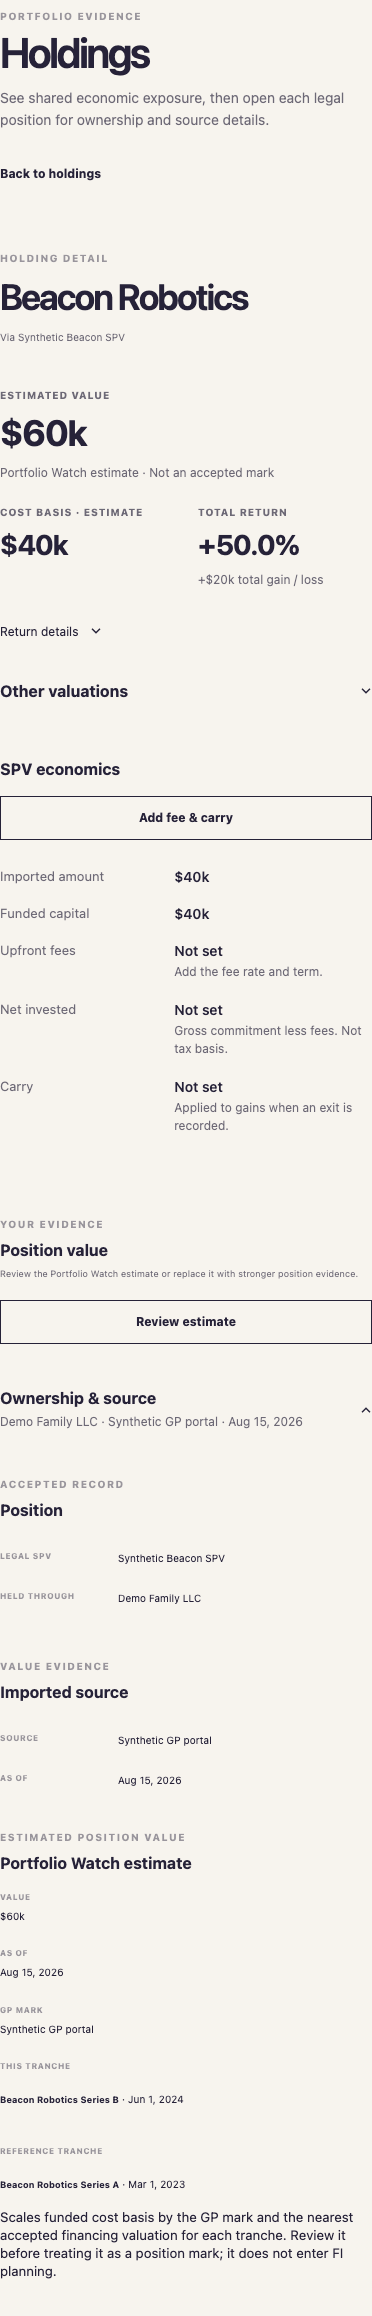 PORTFOLIO EVIDENCE
Holdings
See shared economic exposure, then open each legal
position for ownership and source details.
Back to holdings
HOLDING DETAIL
Beacon Robotics
Via Synthetic Beacon SPV
ESTIMATED VALUE
$60k
Portfolio Watch estimate · Not an accepted mark
COST BASIS · ESTIMATE
$40k
TOTAL RETURN
+50.0%
+$20k total gain / loss
Return details
Other valuations
SPV economics
Add fee & carry
Imported amount
$40k
Funded capital
$40k
Upfront fees
Not set
Add the fee rate and term.
Net invested
Not set
Gross commitment less fees. Not
tax basis.
Carry
Not set
Applied to gains when an exit is
recorded.
YOUR EVIDENCE
Position value
Review the Portfolio Watch estimate or replace it with stronger position evidence.
Review estimate
Ownership & source
Demo Family LLC · Synthetic GP portal · Aug 15, 2026
ACCEPTED RECORD
Position
LEGAL SPV
Synthetic Beacon SPV
HELD THROUGH
Demo Family LLC
VALUE EVIDENCE
Imported source
SOURCE
Synthetic GP portal
AS OF
Aug 15, 2026
ESTIMATED POSITION VALUE
Portfolio Watch estimate
VALUE
$60k
AS OF
Aug 15, 2026
GP MARK
Synthetic GP portal
THIS TRANCHE
Beacon Robotics Series B · Jun 1, 2024
REFERENCE TRANCHE
Beacon Robotics Series A · Mar 1, 2023
Scales funded cost basis by the GP mark and the nearest
accepted financing valuation for each tranche. Review it
before treating it as a position mark; it does not enter FI
planning.